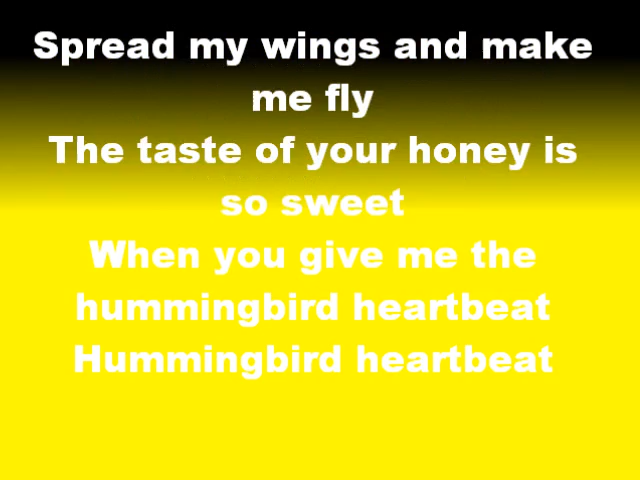 Spread my wings and make
me fly
The taste of your honey is
so sweet
When you give me the
hummingbird heartbeat
Hummingbird heartbeat